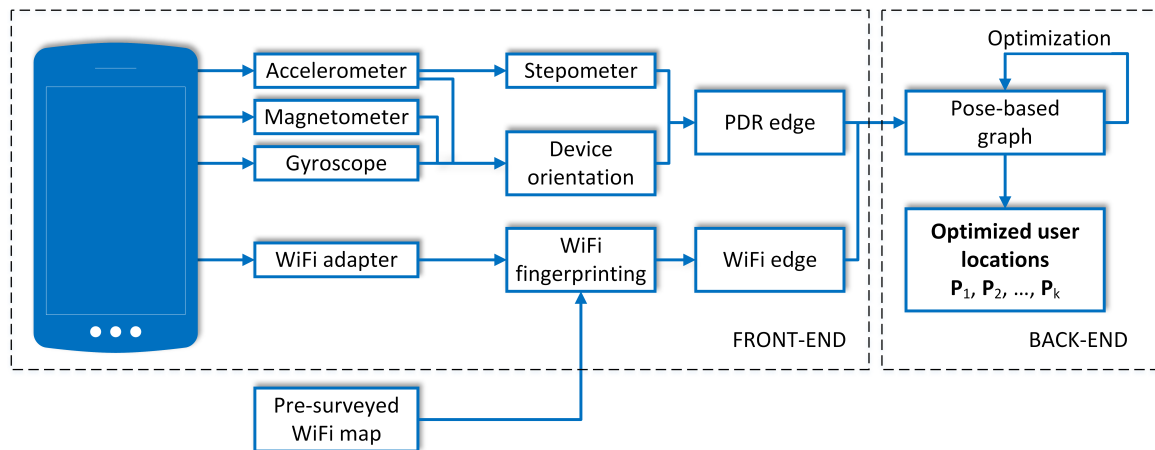 Optimization
Accelerometer
Stepometer
Magnetometer
PDR edge
Pose-based
graph
Gyroscope
Device
orientation
WiFi adapter
WiFi
fingerprinting
WiFi edge
Optimized user
locations
P1, P2, ..., Pk
FRONT-END
BACK-END
Pre-surveyed
WiFi map